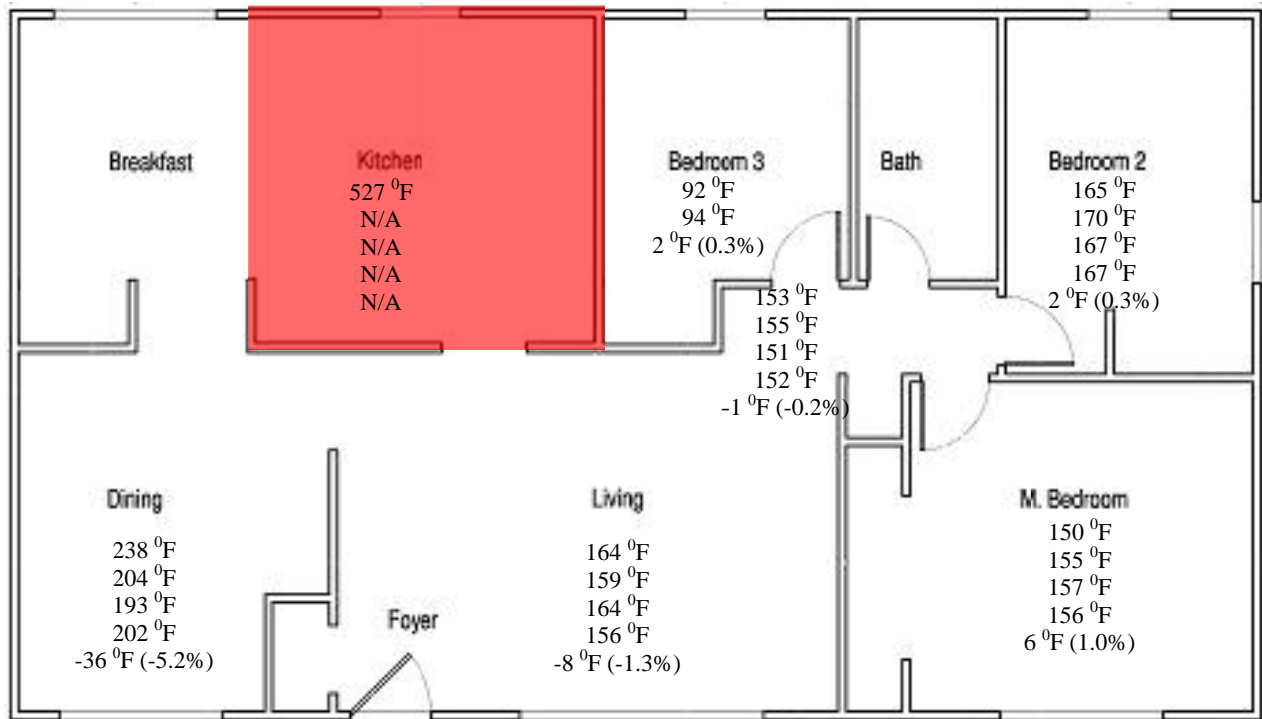 Breakfast
Kitchen
527 ⁰F
N/A
N/A
N/A
N/A
Bedroom 3
92 ⁰F
94 ⁰F
2 ⁰F (0.3%)
Bath
Bedroom 2
165 ⁰F
170 ⁰F
167 ⁰F
167 ⁰F
2 ⁰F (0.3%)
153 ⁰F
155 ⁰F
151 ⁰F
152 ⁰F
-1 ⁰F (-0.2%)
Dining
238 ⁰F
204 ⁰F
193 ⁰F
202 ⁰F
-36 ⁰F (-5.2%)
Foyer
Living
164 ⁰F
159 ⁰F
164 ⁰F
156 ⁰F
-8 ⁰F (-1.3%)
M. Bedroom
150 ⁰F
155 ⁰F
157 ⁰F
156 ⁰F
6 ⁰F (1.0%)